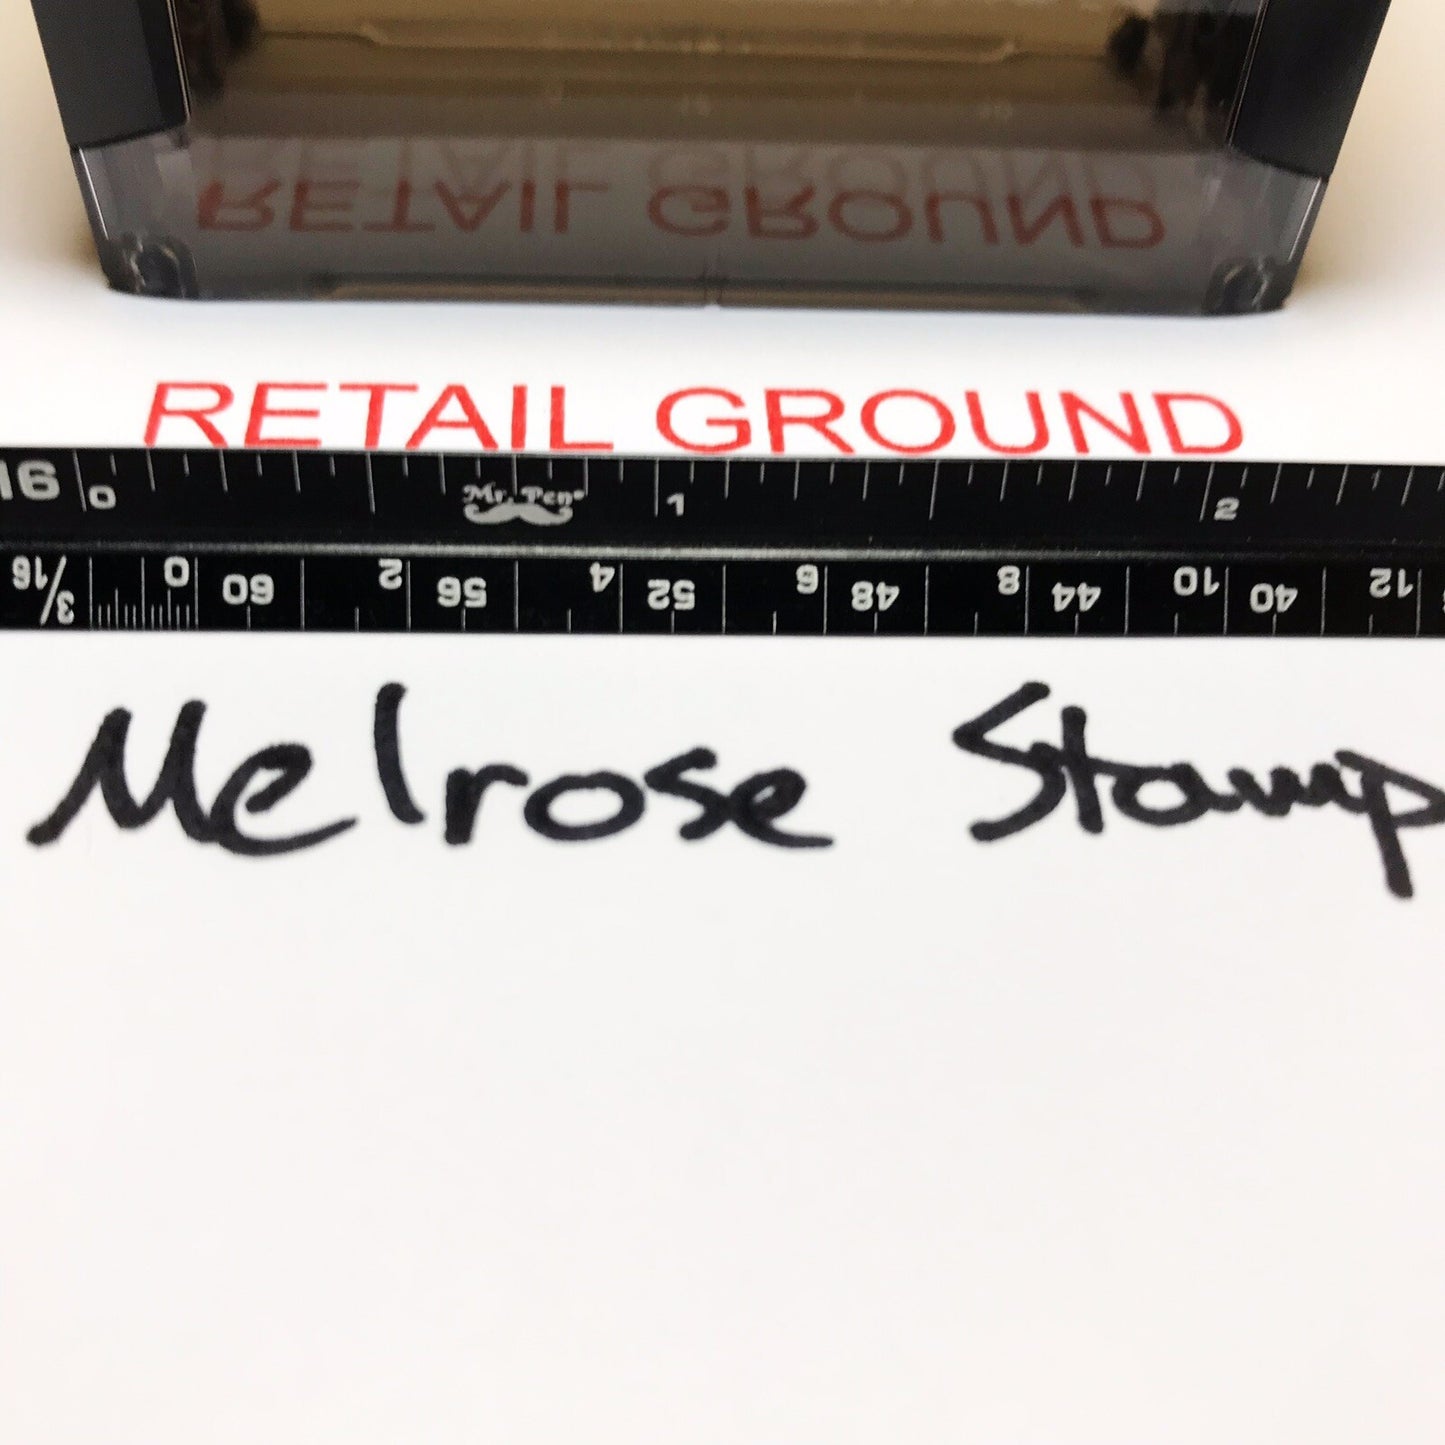 RETAIL GROUND
RETAIL GROUND
16 0 Mr. Pen® 1 2
3/16 0 60 2 56 4 52 6 48 8 44 10 40 12
Melrose Stamp